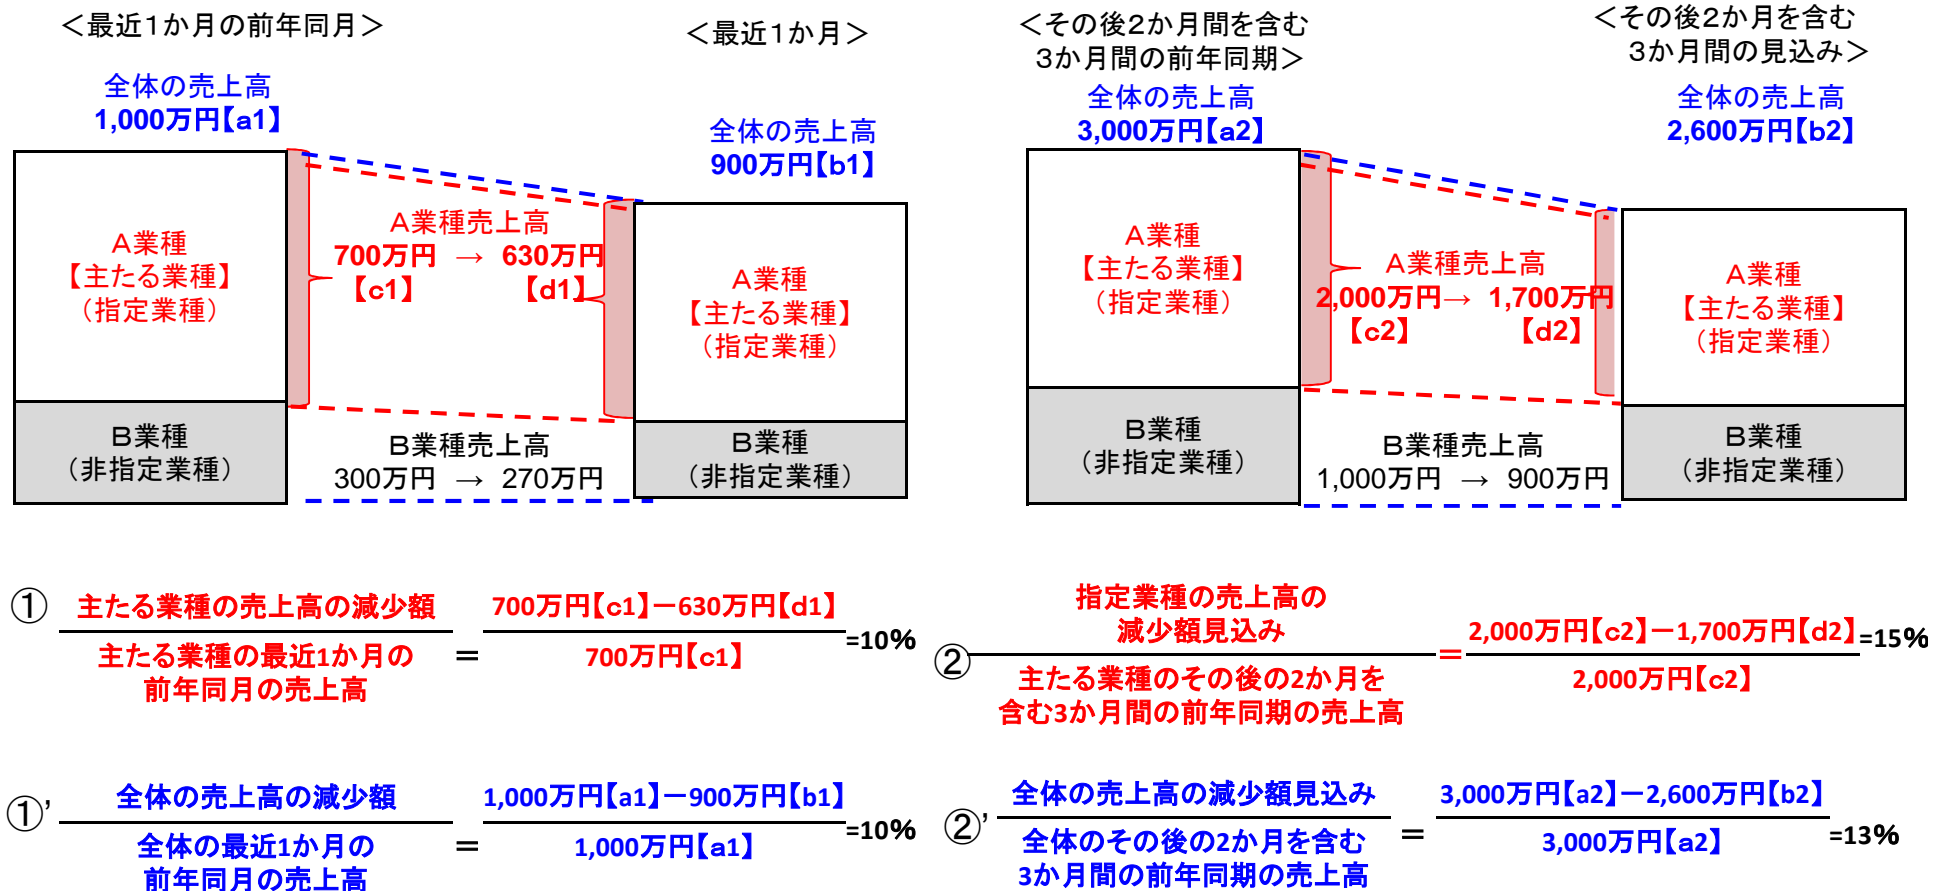 ＜最近１か月の前年同月＞
全体の売上高
1,000万円【a1】
＜最近１か月＞
全体の売上高
900万円【b1】
Ａ業種
【主たる業種】
（指定業種）
Ａ業種売上高
700万円 → 630万円
【c1】 【d1】
Ａ業種
【主たる業種】
（指定業種）
Ｂ業種
（非指定業種）
Ｂ業種売上高
300万円 → 270万円
Ｂ業種
（非指定業種）
＜その後２か月間を含む
３か月間の前年同期＞
全体の売上高
3,000万円【a2】
＜その後２か月を含む
３か月間の見込み＞
全体の売上高
2,600万円【b2】
Ａ業種
【主たる業種】
（指定業種）
Ａ業種売上高
2,000万円→ 1,700万円
【c2】 【d2】
Ａ業種
【主たる業種】
（指定業種）
Ｂ業種
（非指定業種）
Ｂ業種売上高
1,000万円 → 900万円
Ｂ業種
（非指定業種）
① 主たる業種の売上高の減少額
主たる業種の最近1か月の
前年同月の売上高
＝
700万円【c1】－630万円【d1】
700万円【c1】
=10%
② 指定業種の売上高の
減少額見込み
主たる業種のその後の2か月を
含む3か月間の前年同期の売上高
＝
2,000万円【c2】－1,700万円【d2】
2,000万円【c2】
=15%
①’ 全体の売上高の減少額
全体の最近1か月の
前年同月の売上高
＝
1,000万円【a1】－900万円【b1】
1,000万円【a1】
=10%
②’ 全体の売上高の減少額見込み
全体のその後の2か月を含む
3か月間の前年同期の売上高
＝
3,000万円【a2】－2,600万円【b2】
3,000万円【a2】
=13%